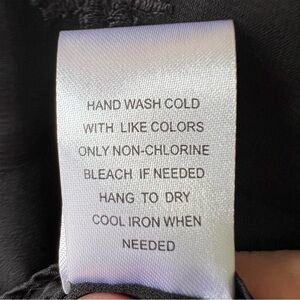 HAND WASH COLD
WITH LIKE COLORS
ONLY NON-CHLORINE
BLEACH IF NEEDED
HANG TO DRY
COOL IRON WHEN
NEEDED